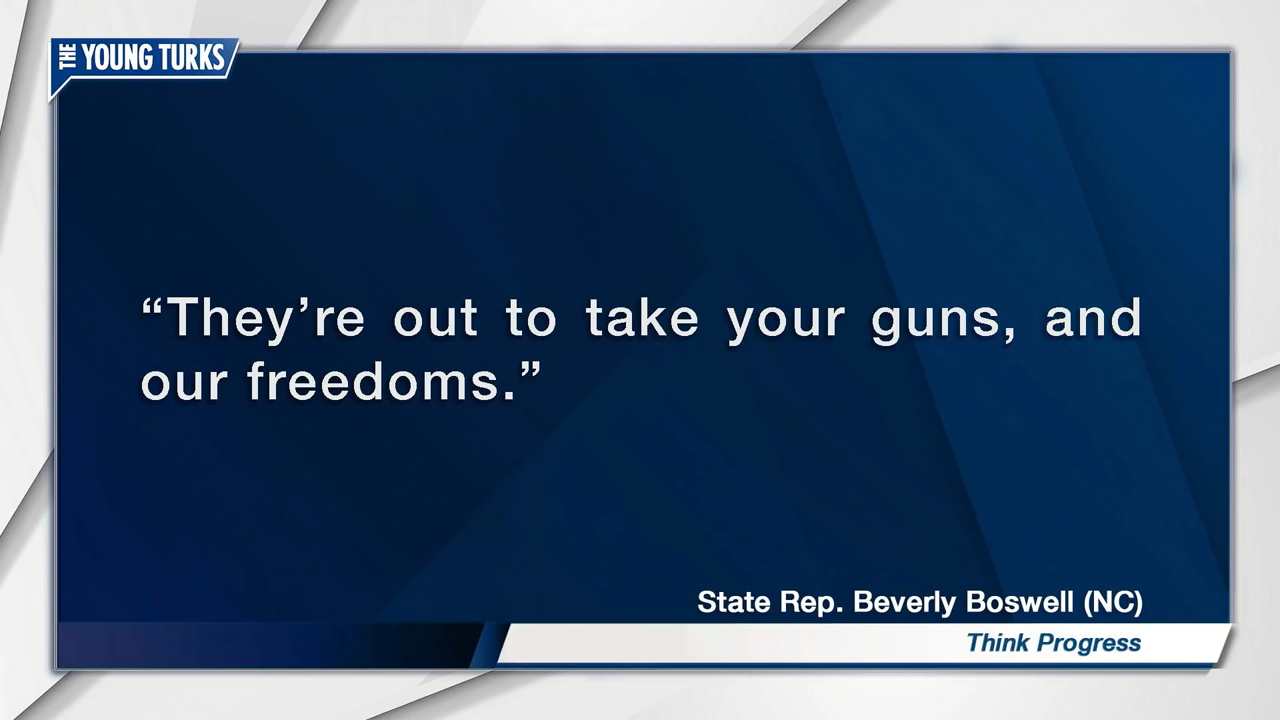 THE YOUNG TURKS
“They’re out to take your guns, and
our freedoms.”
State Rep. Beverly Boswell (NC)
Think Progress